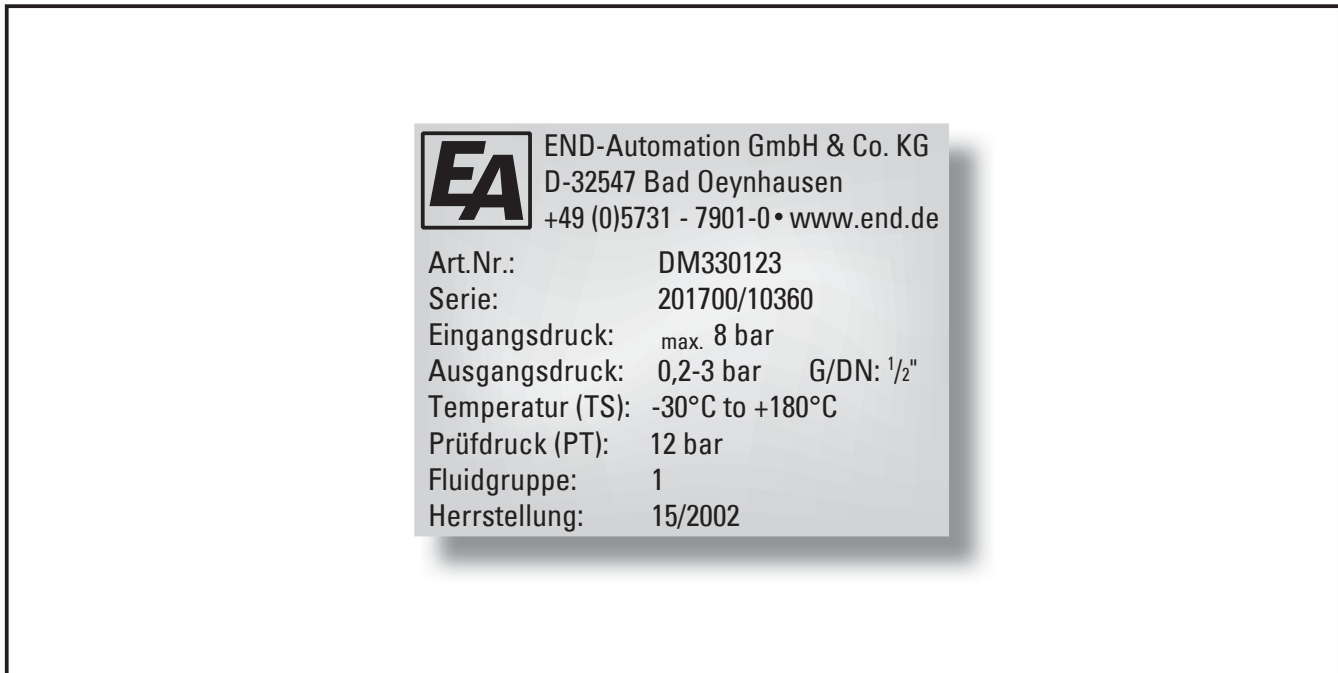 EA END-Automation GmbH & Co. KG
D-32547 Bad Oeynhausen
+49 (0)5731 - 7901-0 • www.end.de
Art.Nr.: DM330123
Serie: 201700/10360
Eingangsdruck: max. 8 bar
Ausgangsdruck: 0,2-3 bar G/DN: 1/2"
Temperatur (TS): -30°C to +180°C
Prüfdruck (PT): 12 bar
Fluidgruppe: 1
Herrstellung: 15/2002